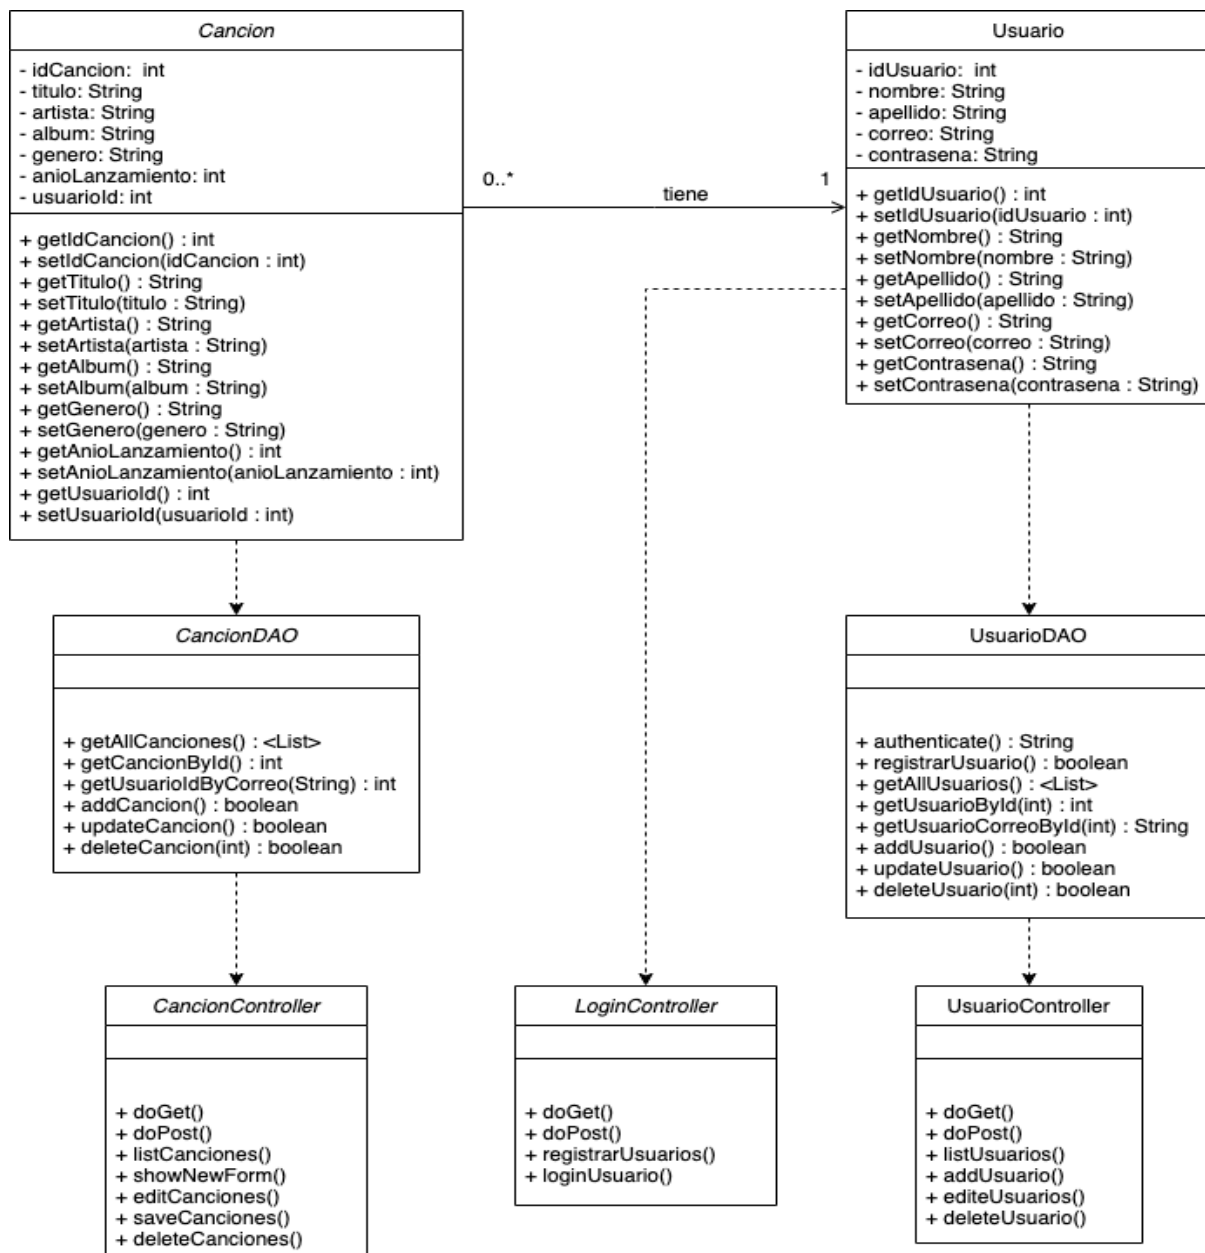 Cancion
- idCancion: int
- titulo: String
- artista: String
- album: String
- genero: String
- anioLanzamiento: int
- usuarioId: int
+ getIdCancion() : int
+ setIdCancion(idCancion : int)
+ getTitulo() : String
+ setTitulo(titulo : String)
+ getArtista() : String
+ setArtista(artista : String)
+ getAlbum() : String
+ setAlbum(album : String)
+ getGenero() : String
+ setGenero(genero : String)
+ getAnioLanzamiento() : int
+ setAnioLanzamiento(anioLanzamiento : int)
+ getUsuarioId() : int
+ setUsuarioId(usuarioId : int)
0..*
tiene
1
Usuario
- idUsuario: int
- nombre: String
- apellido: String
- correo: String
- contrasena: String
+ getIdUsuario() : int
+ setIdUsuario(idUsuario : int)
+ getNombre() : String
+ setNombre(nombre : String)
+ getApellido() : String
+ setApellido(apellido : String)
+ getCorreo() : String
+ setCorreo(correo : String)
+ getContrasena() : String
+ setContrasena(contrasena : String)
CancionDAO
+ getAllCanciones() : <List>
+ getCancionById() : int
+ getUsuarioIdByCorreo(String) : int
+ addCancion() : boolean
+ updateCancion() : boolean
+ deleteCancion(int) : boolean
UsuarioDAO
+ authenticate() : String
+ registrarUsuario() : boolean
+ getAllUsuarios() : <List>
+ getUsuarioById(int) : int
+ getUsuarioCorreoById(int) : String
+ addUsuario() : boolean
+ updateUsuario() : boolean
+ deleteUsuario(int) : boolean
CancionController
+ doGet()
+ doPost()
+ listCanciones()
+ showNewForm()
+ editCanciones()
+ saveCanciones()
+ deleteCanciones()
LoginController
+ doGet()
+ doPost()
+ registrarUsuarios()
+ loginUsuario()
UsuarioController
+ doGet()
+ doPost()
+ listUsuarios()
+ addUsuario()
+ editeUsuarios()
+ deleteUsuario()